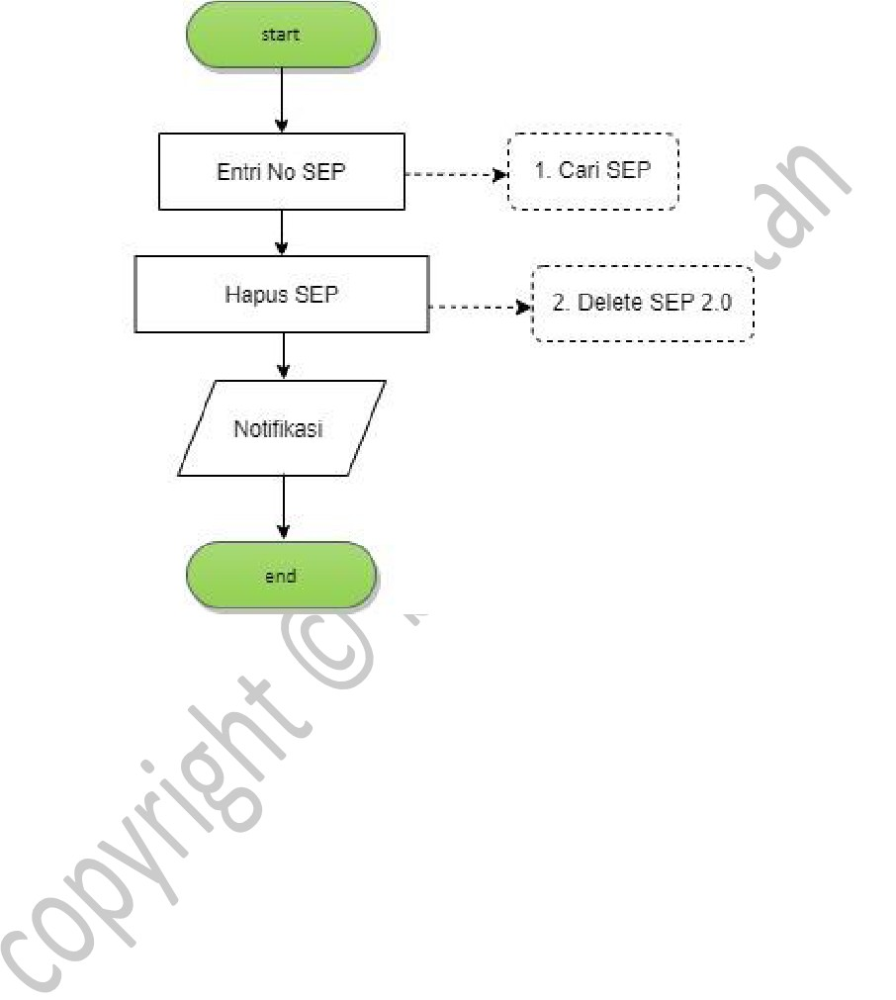 start
Entri No SEP
1. Cari SEP
Hapus SEP
2. Delete SEP 2.0
Notifikasi
end
copyright ©